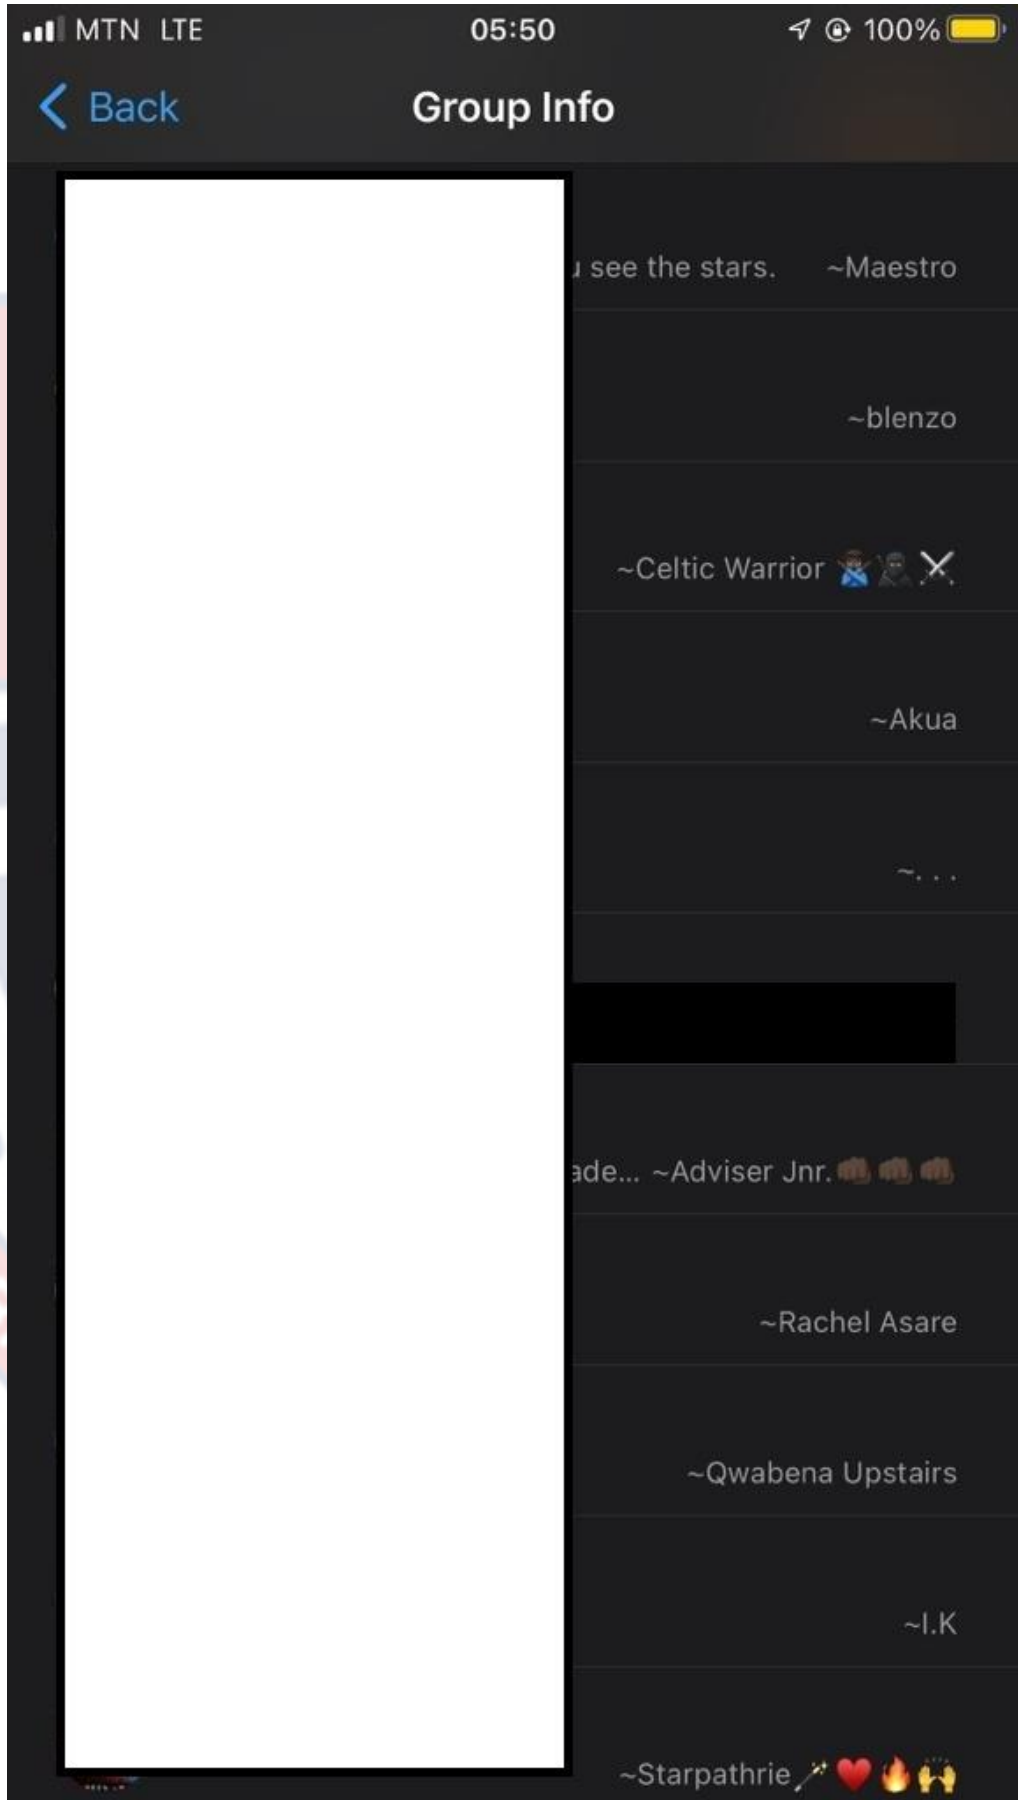 MTN LTE 05:50 100%
Back Group Info
see the stars. ~Maestro
~blenzo
~Celtic Warrior 🙅🏿‍♂️🥷🏿⚔️
~Akua
~. . .
ade... ~Adviser Jnr.👊🏿👊🏿👊🏿
~Rachel Asare
~Qwabena Upstairs
~I.K
~Starpathrie🪄❤️🔥🙌